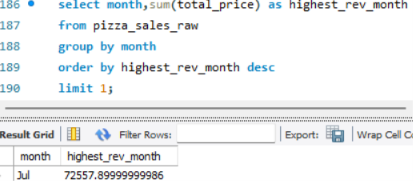 186 select month,sum(total_price) as highest_rev_month
187 from pizza_sales_raw
188 group by month
189 order by highest_rev_month desc
190 limit 1;
Result Grid Filter Rows: Export: Wrap Cell Co
month highest_rev_month
Jul 72557.89999999986